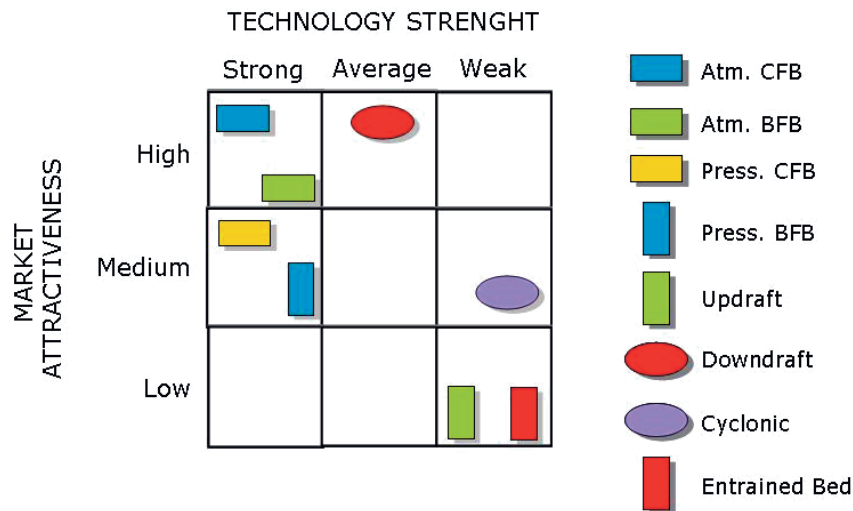 TECHNOLOGY STRENGHT
Strong Average Weak
MARKET
ATTRACTIVENESS
High
Medium
Low
Atm. CFB
Atm. BFB
Press. CFB
Press. BFB
Updraft
Downdraft
Cyclonic
Entrained Bed